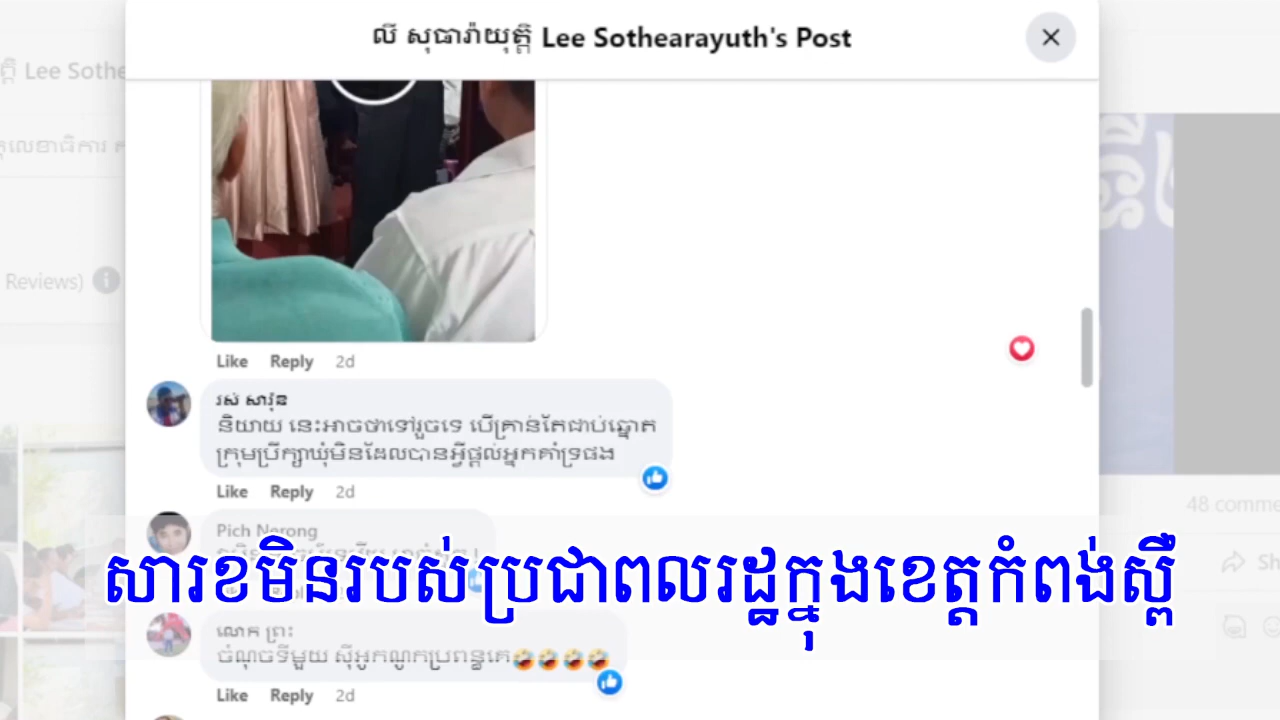 លី សុធារ៉ាយុត្តិ Lee Sothearayuth's Post
Lee Sothe
Reviews)
Like Reply 2d
រស់ សារ៉ុន
និយាយ នេះអាចថាទៅរួចទេ បើគ្រាន់តែជាប់ឆ្នោត
ក្រុមប្រឹក្សាឃុំមិនដែលបានអ្វីផ្តល់អ្នកគាំទ្រផង
Like Reply 2d
48 comme
Pich Nerong
សារខមិនរបស់ប្រជាពលរដ្ឋក្នុងខេត្តកំពង់ស្ពឺ
Sh
លោក ព្រះ
ចំណុចទីមួយ ស៊ីអូកណូកប្រពន្ធគេ🤣🤣🤣🤣
Like Reply 2d